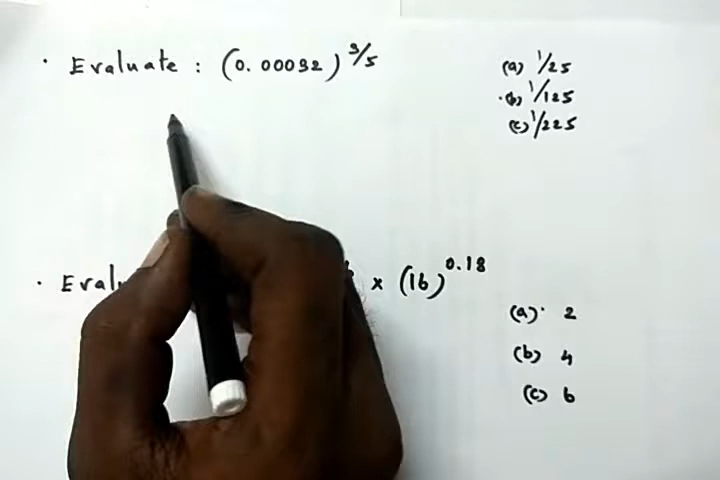 · Evaluate : (0.00032)^3/5
(a) 1/25
(b) 1/125
(c) 1/225
· Eval x (16)^0.18
(a) 2
(b) 4
(c) 6